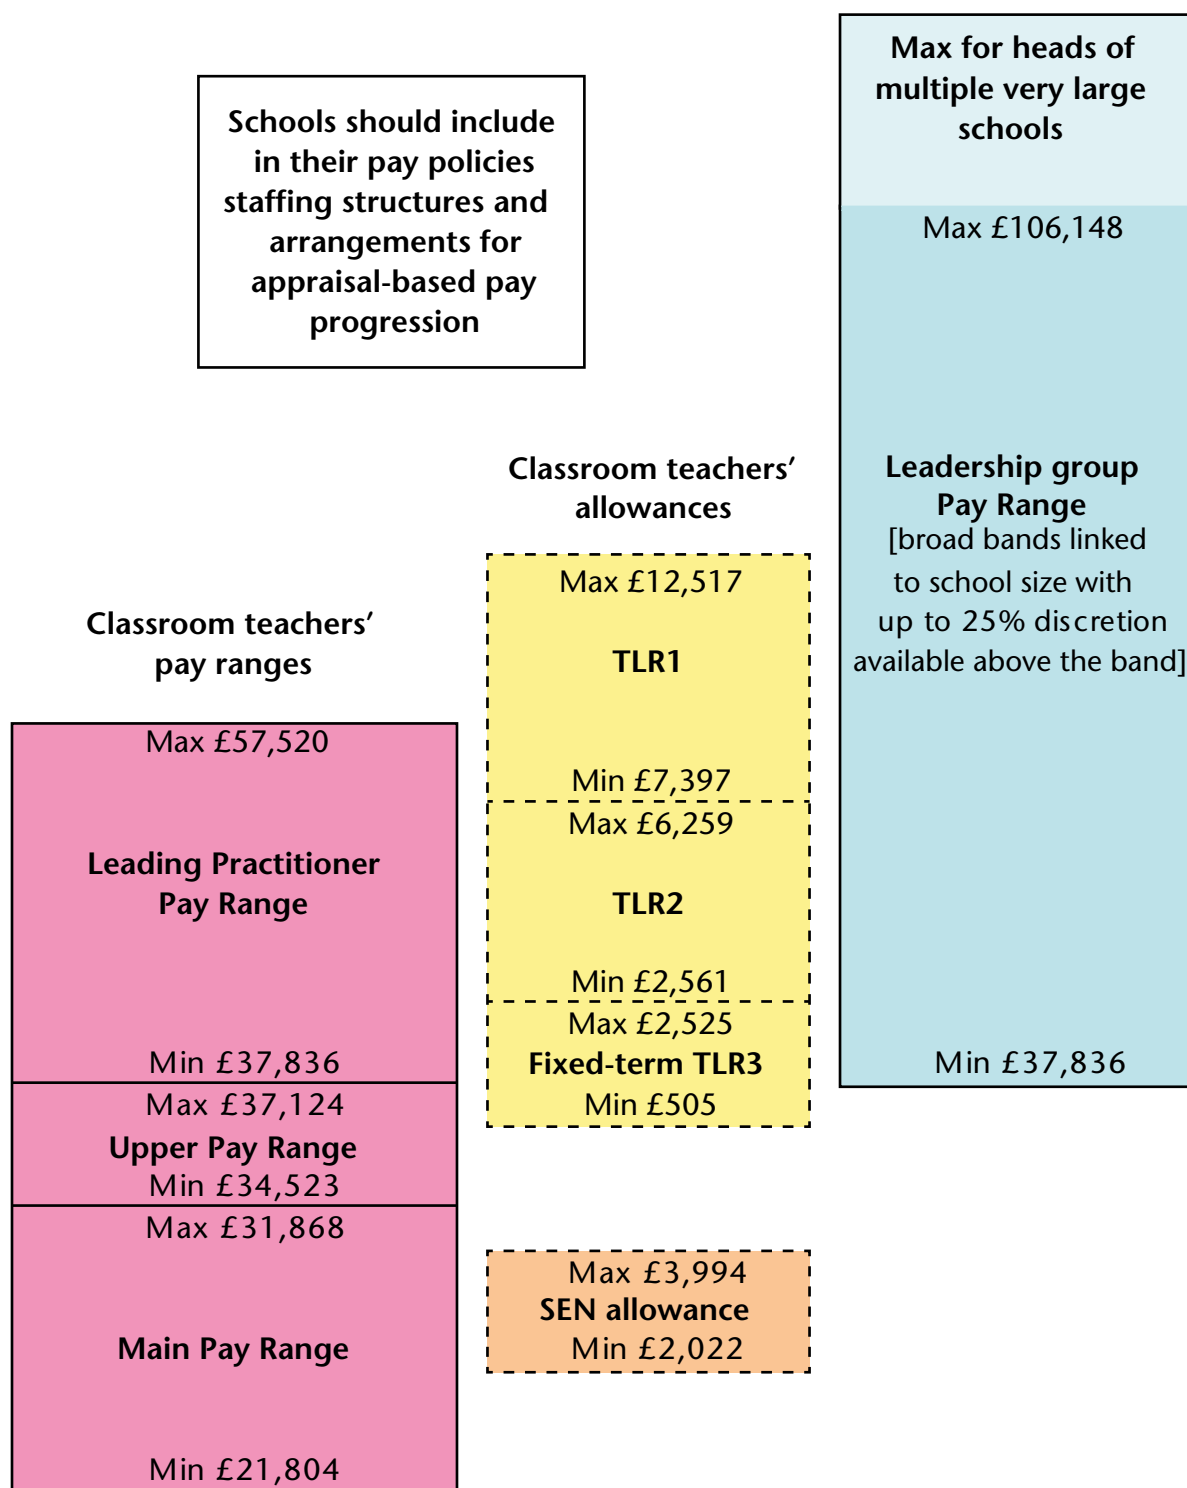 Schools should include
in their pay policies
staffing structures and
arrangements for
appraisal-based pay
progression
Classroom teachers’
pay ranges
Max £57,520
Leading Practitioner
Pay Range
Min £37,836
Max £37,124
Upper Pay Range
Min £34,523
Max £31,868
Main Pay Range
Min £21,804
Classroom teachers’
allowances
Max £12,517
TLR1
Min £7,397
Max £6,259
TLR2
Min £2,561
Max £2,525
Fixed-term TLR3
Min £505
Max £3,994
SEN allowance
Min £2,022
Max for heads of
multiple very large
schools
Max £106,148
Leadership group
Pay Range
[broad bands linked
to school size with
up to 25% discretion
available above the band]
Min £37,836